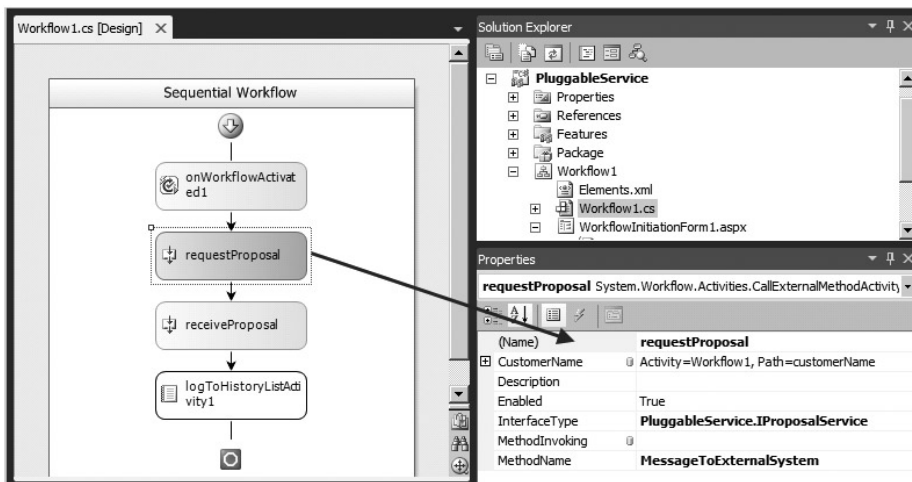 Workflow1.cs [Design]
Sequential Workflow
onWorkflowActivat
ed1
requestProposal
receiveProposal
logToHistoryListActi
vity1
Solution Explorer
PluggableService
Properties
References
Features
Package
Workflow1
Elements.xml
Workflow1.cs
WorkflowInitiationForm1.aspx
Properties
requestProposal System.Workflow.Activities.CallExternalMethodActivity
(Name) requestProposal
CustomerName Activity=Workflow1, Path=customerName
Description
Enabled True
InterfaceType PluggableService.IProposalService
MethodInvoking
MethodName MessageToExternalSystem